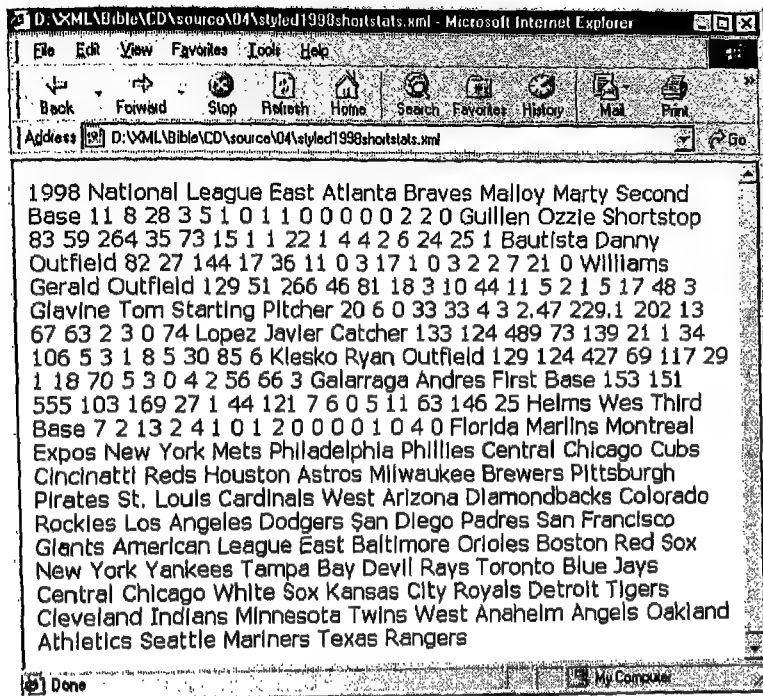 D:\XML\Bible\CD\source\04\styled1998shortstats.xml - Microsoft Internet Explorer
File Edit View Favorites Tools Help
Back Forward Stop Refresh Home Search Favorites History Mail Print
Address D:\XML\Bible\CD\source\04\styled1998shortstats.xml Go
1998 National League East Atlanta Braves Malloy Marty Second
Base 11 8 28 3 5 1 0 1 1 0 0 0 0 0 2 2 0 Guillen Ozzie Shortstop
83 59 264 35 73 15 1 1 22 1 4 4 2 6 24 25 1 Bautista Danny
Outfield 82 27 144 17 36 11 0 3 17 1 0 3 2 2 7 21 0 Williams
Gerald Outfield 129 51 266 46 81 18 3 10 44 11 5 2 1 5 17 48 3
Glavine Tom Starting Pitcher 20 6 0 33 33 4 3 2.47 229.1 202 13
67 63 2 3 0 74 Lopez Javier Catcher 133 124 489 73 139 21 1 34
106 5 3 1 8 5 30 85 6 Klesko Ryan Outfield 129 124 427 69 117 29
1 18 70 5 3 0 4 2 56 66 3 Galarraga Andres First Base 153 151
555 103 169 27 1 44 121 7 6 0 5 11 63 146 25 Helms Wes Third
Base 7 2 13 2 4 1 0 1 2 0 0 0 0 1 0 4 0 Florida Marlins Montreal
Expos New York Mets Philadelphia Phillies Central Chicago Cubs
Cincinatti Reds Houston Astros Milwaukee Brewers Pittsburgh
Pirates St. Louis Cardinals West Arizona Diamondbacks Colorado
Rockies Los Angeles Dodgers San Diego Padres San Francisco
Giants American League East Baltimore Orioles Boston Red Sox
New York Yankees Tampa Bay Devil Rays Toronto Blue Jays
Central Chicago White Sox Kansas City Royals Detroit Tigers
Cleveland Indians Minnesota Twins West Anaheim Angels Oakland
Athletics Seattle Mariners Texas Rangers
Done My Computer